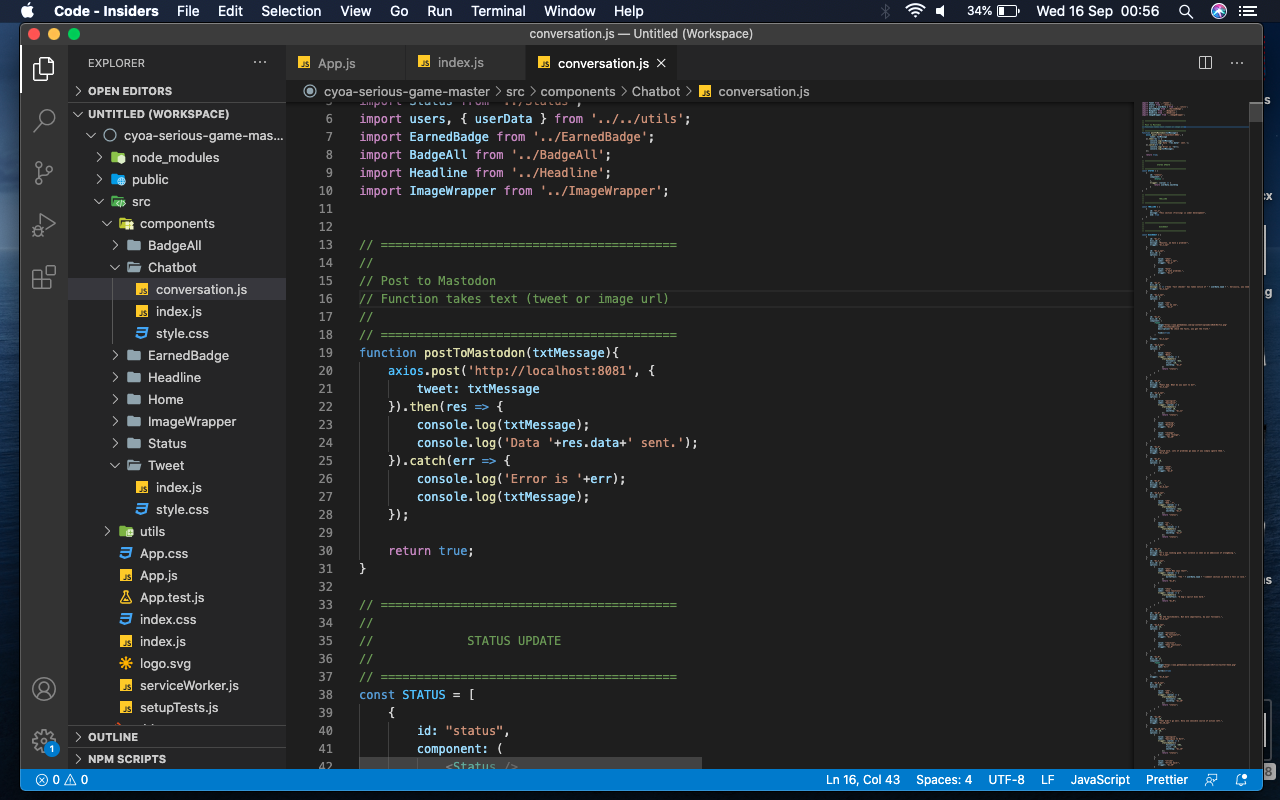 Code - Insiders File Edit Selection View Go Run Terminal Window Help 34% Wed 16 Sep 00:56
conversation.js — Untitled (Workspace)
EXPLORER
OPEN EDITORS
UNTITLED (WORKSPACE)
cyoa-serious-game-mas...
node_modules
public
src
components
BadgeAll
Chatbot
conversation.js
index.js
style.css
EarnedBadge
Headline
Home
ImageWrapper
Status
Tweet
index.js
style.css
utils
App.css
App.js
App.test.js
index.css
index.js
logo.svg
serviceWorker.js
setupTests.js
OUTLINE
NPM SCRIPTS
App.js index.js conversation.js
cyoa-serious-game-master > src > components > Chatbot > conversation.js
5 import Status from '../Status';
6 import users, { userData } from '../../utils';
7 import EarnedBadge from '../EarnedBadge';
8 import BadgeAll from '../BadgeAll';
9 import Headline from '../Headline';
10 import ImageWrapper from '../ImageWrapper';
11
12
13 // =========================================
14 //
15 // Post to Mastodon
16 // Function takes text (tweet or image url)
17 //
18 // =========================================
19 function postToMastodon(txtMessage){
20 axios.post('http://localhost:8081', {
21 tweet: txtMessage
22 }).then(res => {
23 console.log(txtMessage);
24 console.log('Data '+res.data+' sent.');
25 }).catch(err => {
26 console.log('Error is '+err);
27 console.log(txtMessage);
28 });
29
30 return true;
31 }
32
33 // =========================================
34 //
35 // STATUS UPDATE
36 //
37 // =========================================
38 const STATUS = [
39 {
40 id: "status",
41 component: (
42 <Status />
0 0 Ln 16, Col 43 Spaces: 4 UTF-8 LF JavaScript Prettier